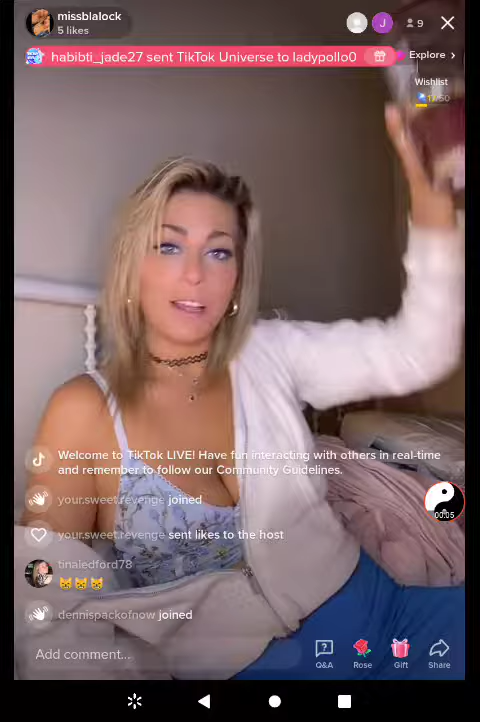 missblalock
5 likes
J
9
habibti_jade27 sent TikTok Universe to ladypollo0
Explore
Wishlist
Welcome to TikTok LIVE! Have fun interacting with others in real-time
and remember to follow our Community Guidelines.
your.sweet.revenge joined
00:05
your.sweet.revenge sent likes to the host
tinaledford78
😼😼😼
dennispackofnow joined
Add comment...
Q&A
Rose
Gift
Share